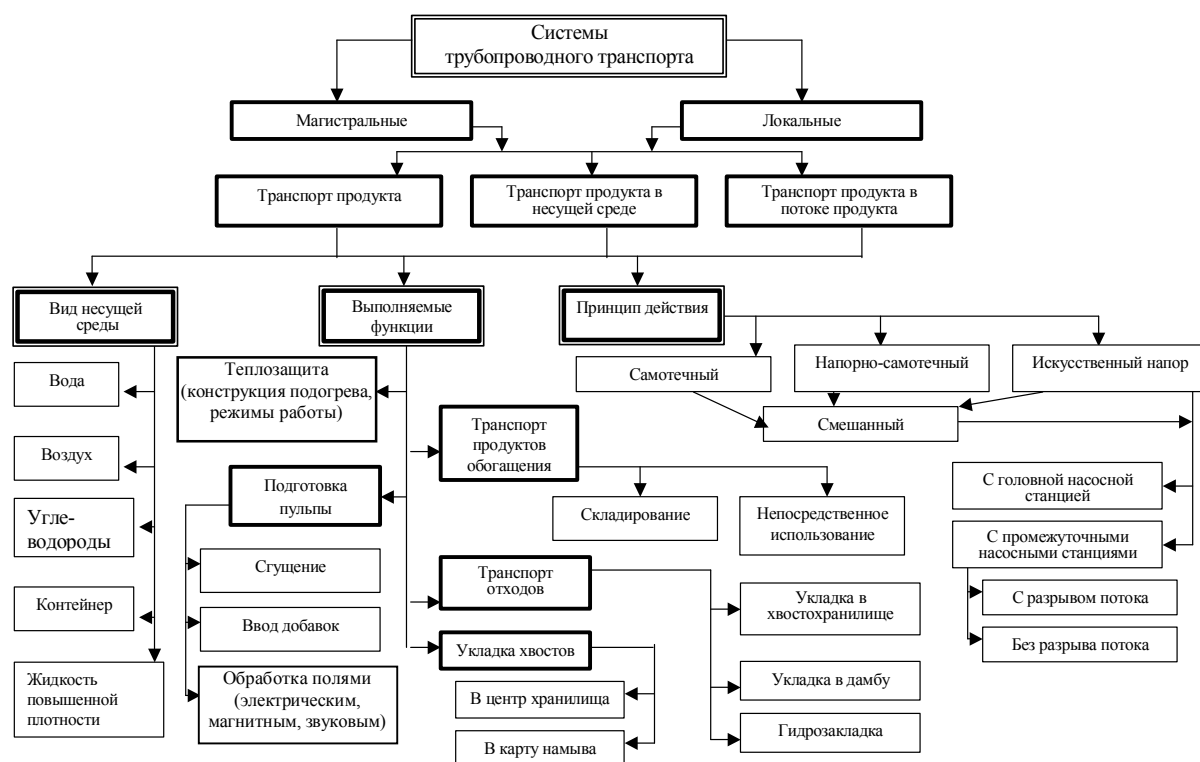 Системы
трубопроводного транспорта
Магистральные
Локальные
Транспорт продукта
Транспорт продукта в
несущей среде
Транспорт продукта в
потоке продукта
Вид несущей
среды
Выполняемые
функции
Принцип действия
Вода
Воздух
Угле-
водороды
Контейнер
Жидкость
повышенной
плотности
Теплозащита
(конструкция подогрева,
режимы работы)
Подготовка
пульпы
Сгущение
Ввод добавок
Обработка полями
(электрическим,
магнитным, звуковым)
Транспорт
продуктов
обогащения
Складирование
Непосредственное
использование
Транспорт
отходов
Укладка в
хвостохранилище
Укладка в дамбу
Гидрозакладка
Укладка хвостов
В центр хранилища
В карту намыва
Самотечный
Напорно-самотечный
Искусственный напор
Смешанный
С головной насосной
станцией
С промежуточными
насосными станциями
С разрывом потока
Без разрыва потока